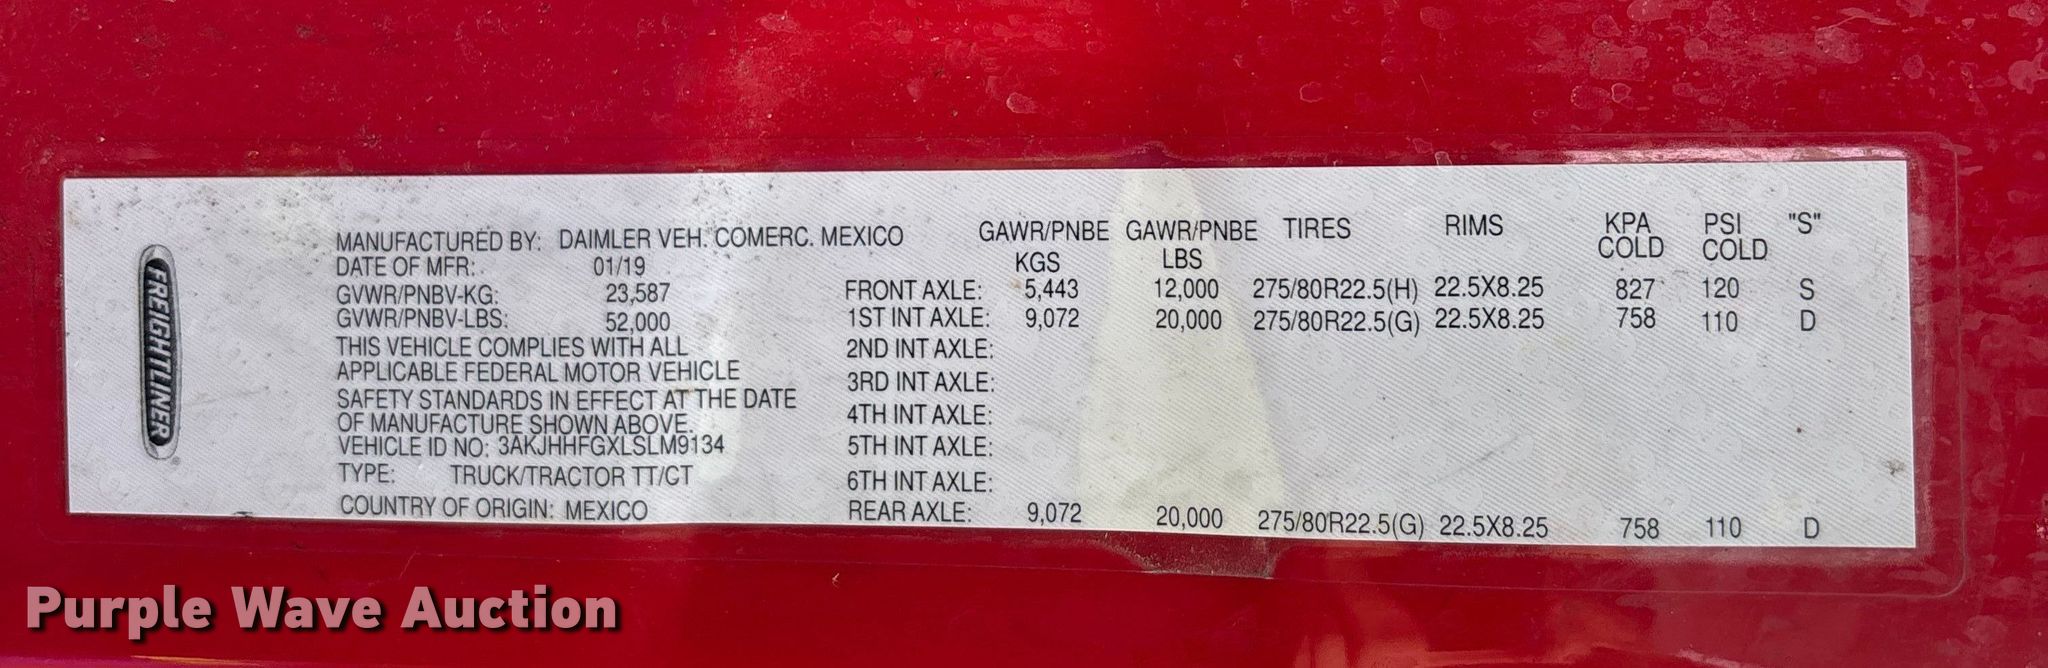 FREIGHTLINER
MANUFACTURED BY: DAIMLER VEH. COMERC. MEXICO
DATE OF MFR: 01/19
GVWR/PNBV-KG: 23,587
GVWR/PNBV-LBS: 52,000
THIS VEHICLE COMPLIES WITH ALL
APPLICABLE FEDERAL MOTOR VEHICLE
SAFETY STANDARDS IN EFFECT AT THE DATE
OF MANUFACTURE SHOWN ABOVE.
VEHICLE ID NO: 3AKJHHFGXLSLM9134
TYPE: TRUCK/TRACTOR TT/CT
COUNTRY OF ORIGIN: MEXICO
GAWR/PNBE GAWR/PNBE TIRES RIMS KPA PSI "S"
KGS LBS COLD COLD
FRONT AXLE: 5,443 12,000 275/80R22.5(H) 22.5X8.25 827 120 S
1ST INT AXLE: 9,072 20,000 275/80R22.5(G) 22.5X8.25 758 110 D
2ND INT AXLE:
3RD INT AXLE:
4TH INT AXLE:
5TH INT AXLE:
6TH INT AXLE:
REAR AXLE: 9,072 20,000 275/80R22.5(G) 22.5X8.25 758 110 D
Purple Wave Auction